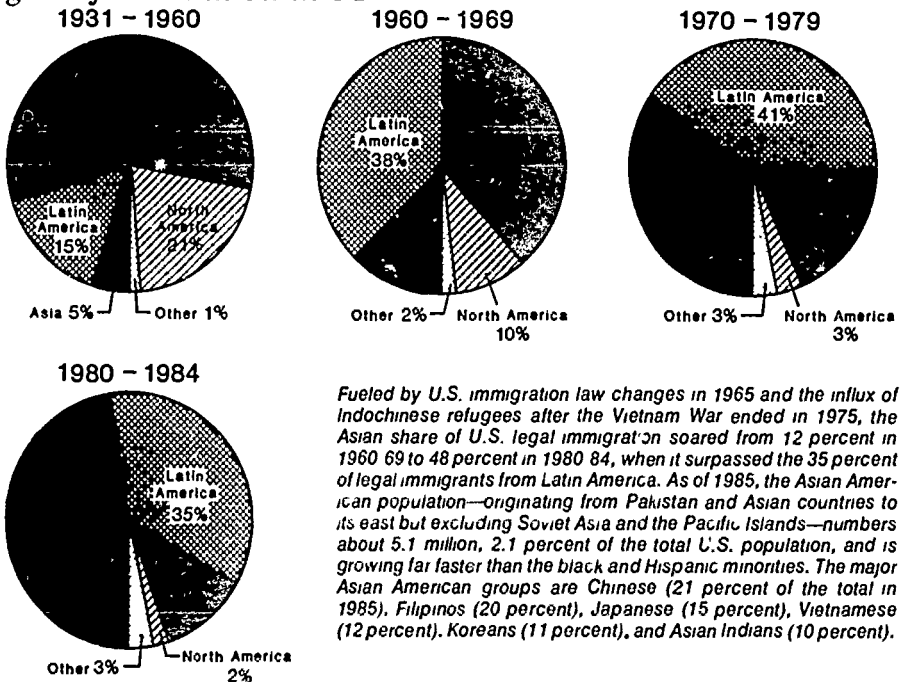 1931 – 1960
1960 – 1969
1970 – 1979
Latin
America
15%
North
America
21%
Asia 5%
Other 1%
Latin
America
38%
Other 2%
North America
10%
Latin America
41%
Other 3%
North America
3%
1980 – 1984
Latin
America
35%
Other 3%
North America
2%
Fueled by U.S. immigration law changes in 1965 and the influx of
Indochinese refugees after the Vietnam War ended in 1975, the
Asian share of U.S. legal immigration soared from 12 percent in
1960 69 to 48 percent in 1980 84, when it surpassed the 35 percent
of legal immigrants from Latin America. As of 1985, the Asian Amer-
ican population—originating from Pakistan and Asian countries to
its east but excluding Soviet Asia and the Pacific Islands—numbers
about 5.1 million, 2.1 percent of the total U.S. population, and is
growing far faster than the black and Hispanic minorities. The major
Asian American groups are Chinese (21 percent of the total in
1985), Filipinos (20 percent), Japanese (15 percent), Vietnamese
(12 percent), Koreans (11 percent), and Asian Indians (10 percent).